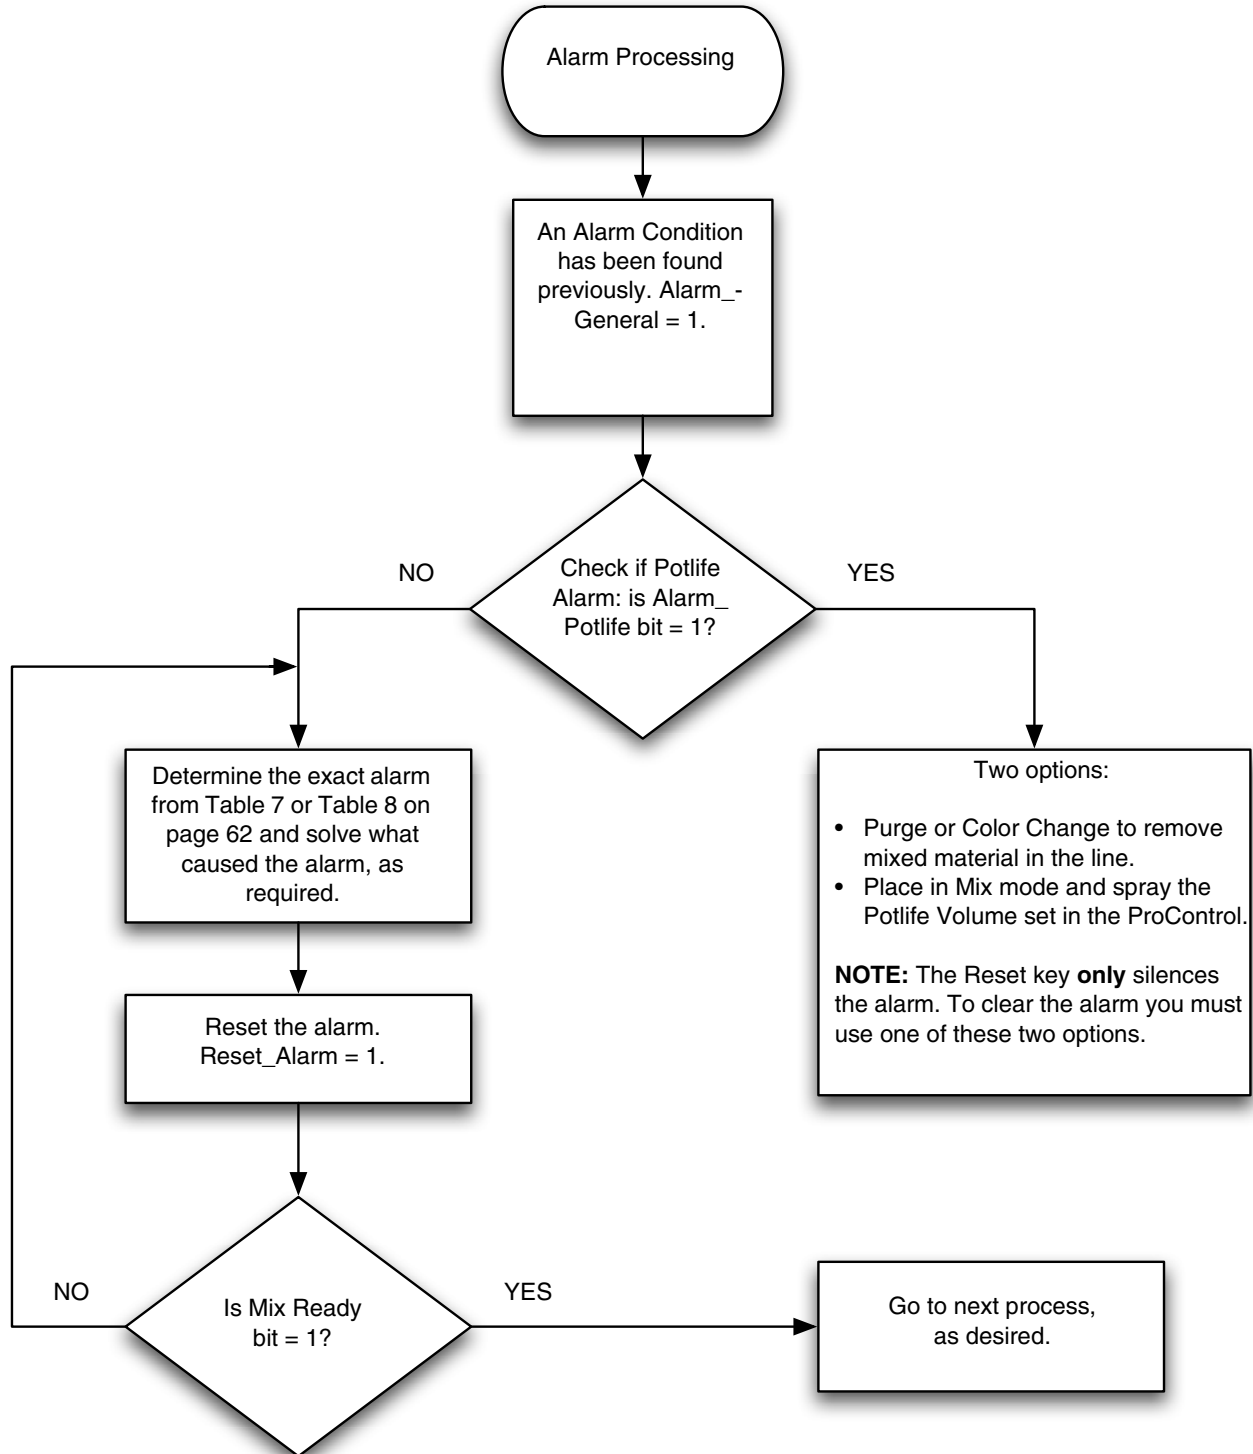 Alarm Processing
An Alarm Condition
has been found
previously. Alarm_-
General = 1.
Check if Potlife
Alarm: is Alarm_
Potlife bit = 1?
NO
YES
Determine the exact alarm
from Table 7 or Table 8 on
page 62 and solve what
caused the alarm, as
required.
Two options:
• Purge or Color Change to remove
mixed material in the line.
• Place in Mix mode and spray the
Potlife Volume set in the ProControl.
NOTE: The Reset key only silences
the alarm. To clear the alarm you must
use one of these two options.
Reset the alarm.
Reset_Alarm = 1.
Is Mix Ready
bit = 1?
NO
YES
Go to next process,
as desired.